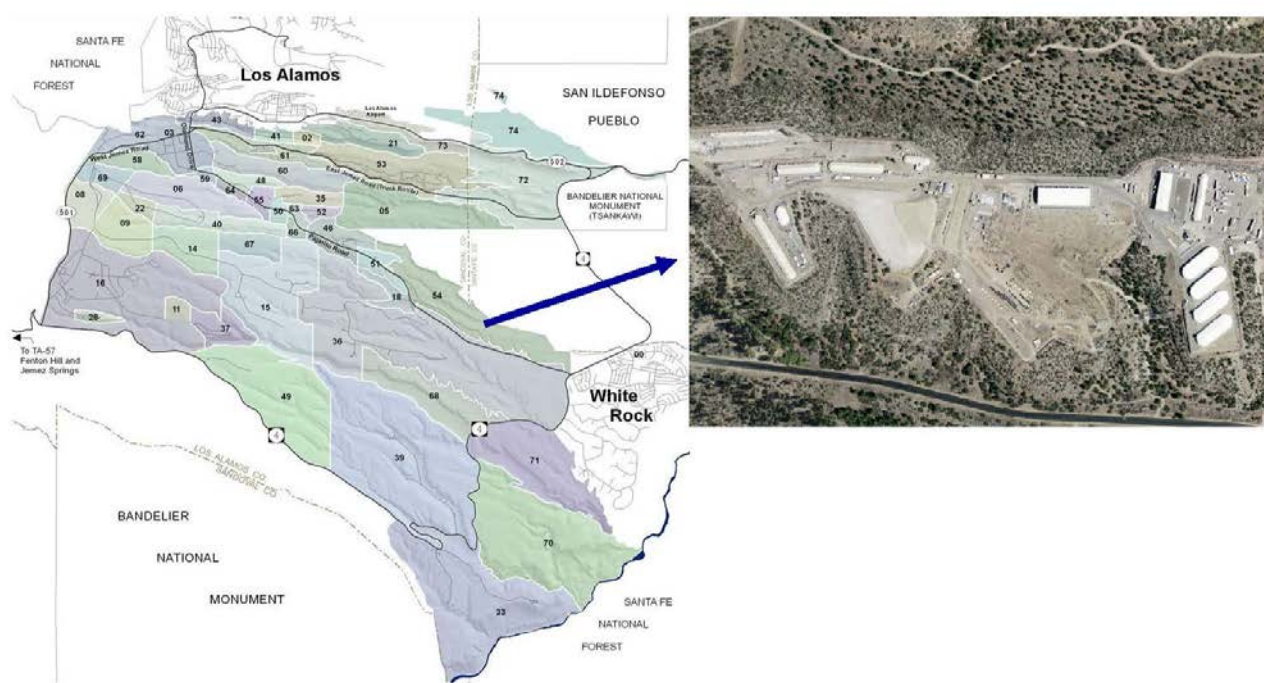 SANTA FE
NATIONAL
FOREST
Los Alamos
Los Alamos
Airport
74
SAN ILDEFONSO
PUEBLO
74
62
03
43
41
02
21
73
502
West Jemez Road
58
61
53
East Jemez Road (Truck Route)
72
69
06
59
60
48
64
55
35
05
BANDELIER NATIONAL
MONUMENT
(TSANKAWI)
08
22
50
63
52
501
09
40
66
46
Pajarito Road
14
67
51
4
16
15
18
54
28
11
37
36
To TA-57
Fenton Hill and
Jemez Springs
00
White
Rock
49
68
4
4
39
71
LOS ALAMOS CO.
SANDOVAL CO.
BANDELIER
NATIONAL
MONUMENT
70
33
SANTA FE
NATIONAL
FOREST